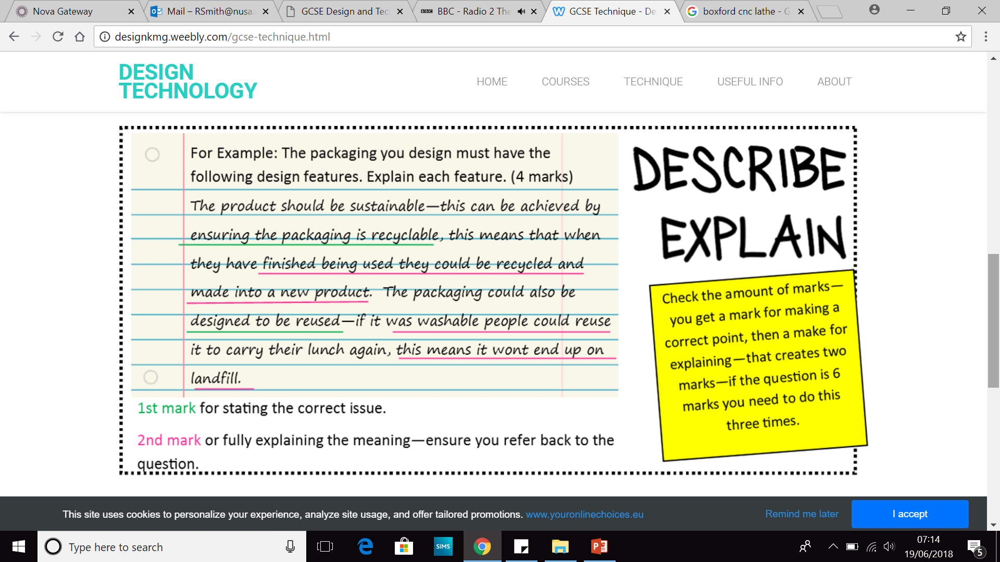 Nova Gateway
Mail – RSmith@nusa.
GCSE Design and Tec
BBC - Radio 2 The
GCSE Technique - De
boxford cnc lathe - G
designkmg.weebly.com/gcse-technique.html
DESIGN
TECHNOLOGY
HOME
COURSES
TECHNIQUE
USEFUL INFO
ABOUT
For Example: The packaging you design must have the
following design features. Explain each feature. (4 marks)
The product should be sustainable—this can be achieved by
ensuring the packaging is recyclable, this means that when
they have finished being used they could be recycled and
made into a new product. The packaging could also be
designed to be reused—if it was washable people could reuse
it to carry their lunch again, this means it wont end up on
landfill.
1st mark for stating the correct issue.
2nd mark or fully explaining the meaning—ensure you refer back to the
question.
DESCRIBE
EXPLAIN
Check the amount of marks—
you get a mark for making a
correct point, then a make for
explaining—that creates two
marks—if the question is 6
marks you need to do this
three times.
This site uses cookies to personalize your experience, analyze site usage, and offer tailored promotions. www.youronlinechoices.eu
Remind me later
I accept
Type here to search
SIMS
07:14
19/06/2018
5